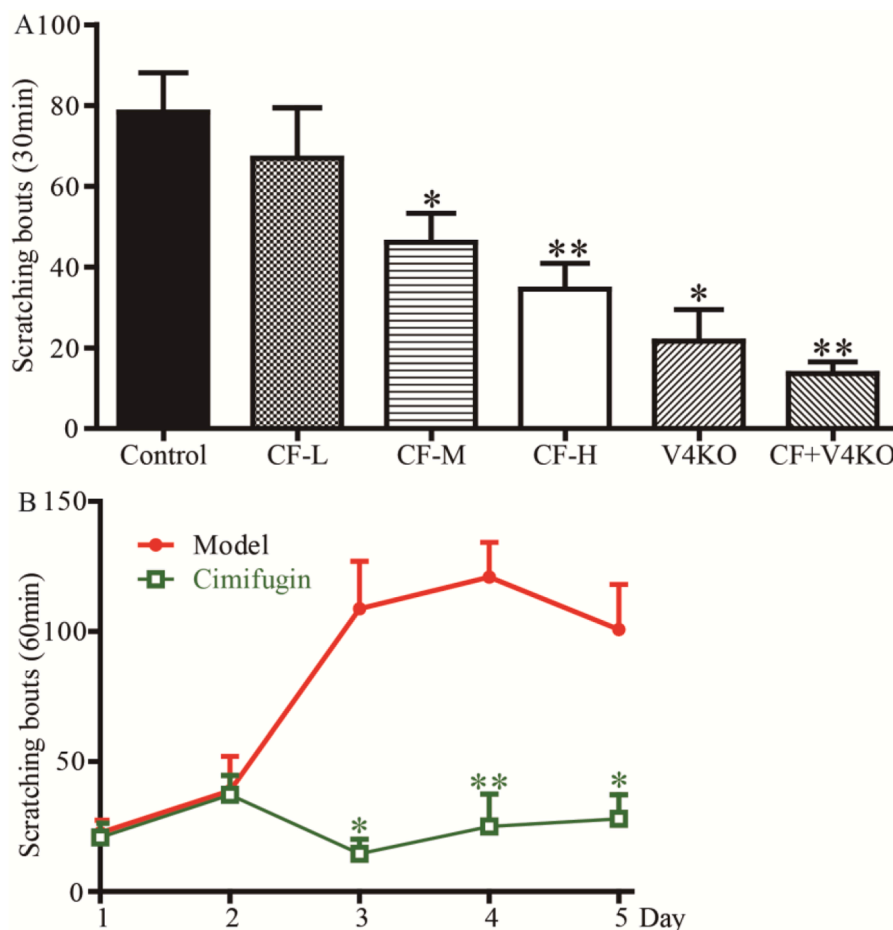 A
Scratching bouts (30min)
100
80
60
40
20
0
*
**
*
**
Control CF-L CF-M CF-H V4KO CF+V4KO
B
Scratching bouts (60min)
150
100
50
0
Model
Cimifugin
*
**
*
1 2 3 4 5 Day